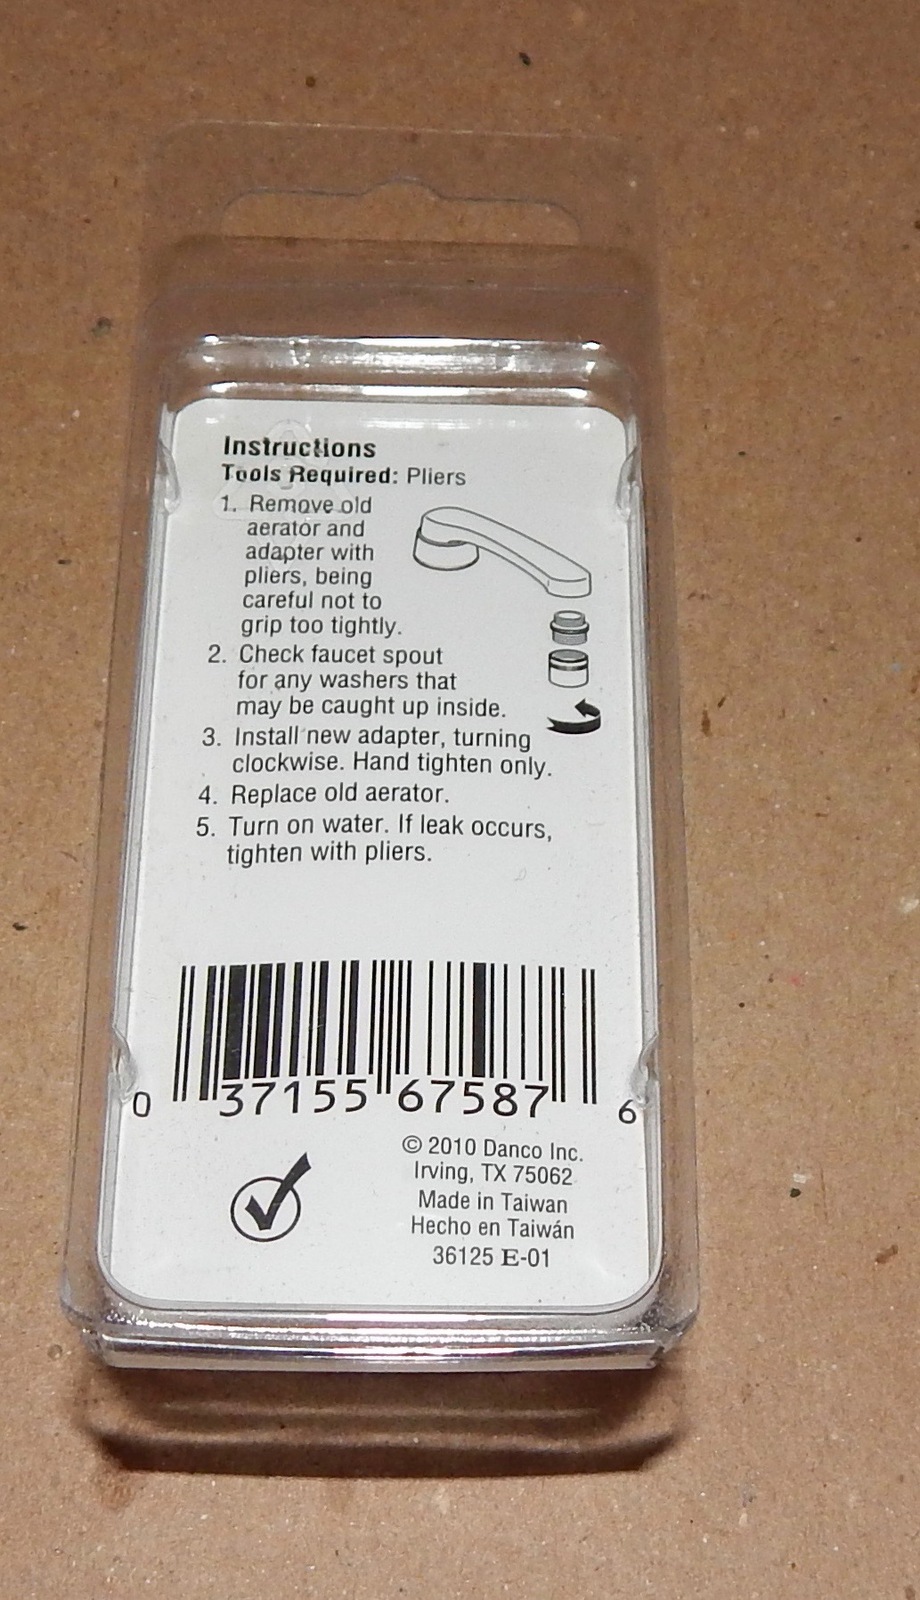 Instructions
Tools Required: Pliers
1. Remove old
aerator and
adapter with
pliers, being
careful not to
grip too tightly.
2. Check faucet spout
for any washers that
may be caught up inside.
3. Install new adapter, turning
clockwise. Hand tighten only.
4. Replace old aerator.
5. Turn on water. If leak occurs,
tighten with pliers.
0 37155 67587 6
© 2010 Danco Inc.
Irving, TX 75062
Made in Taiwan
Hecho en Taiwán
36125 E-01